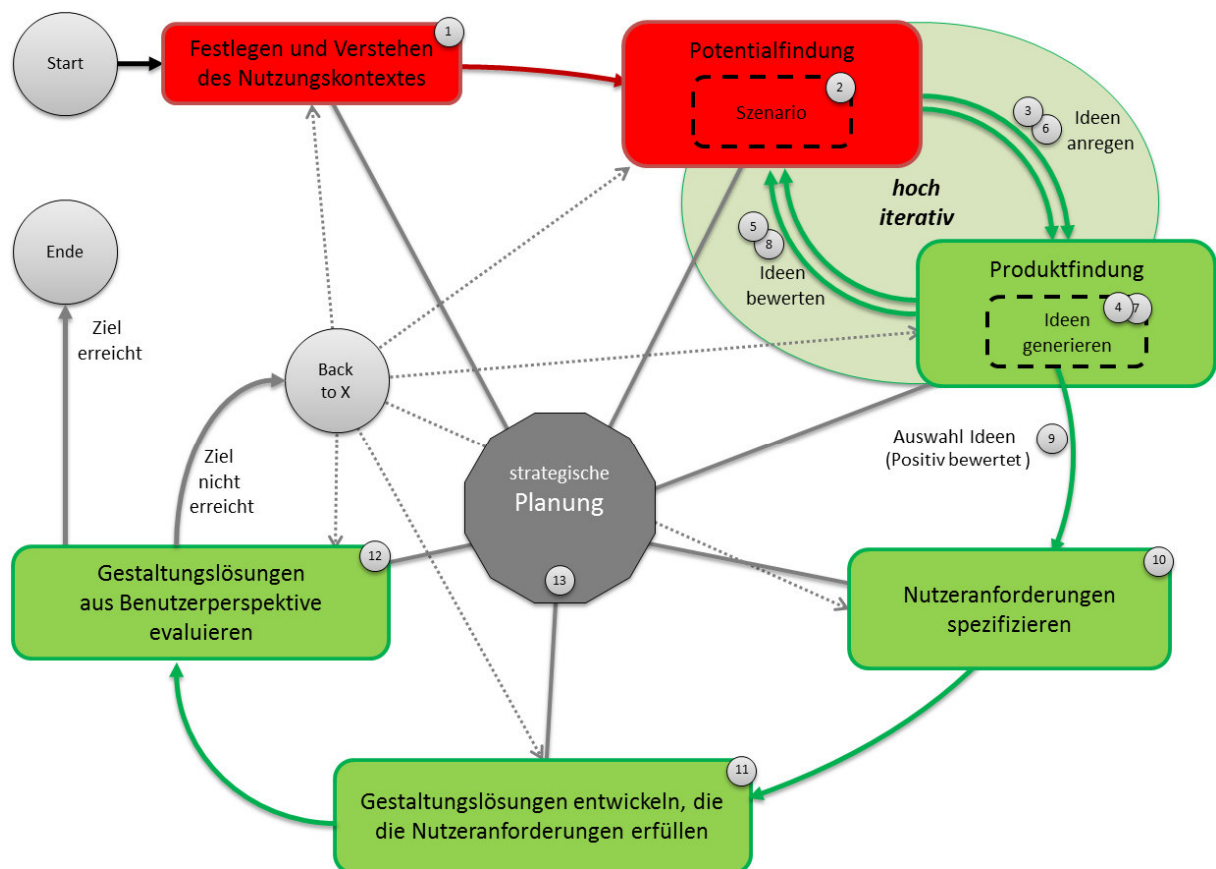 Start
Festlegen und Verstehen
des Nutzungskontextes
1
Potentialfindung
2
Szenario
3
6
Ideen
anregen
hoch
iterativ
5
8
Ideen
bewerten
Produktfindung
4
7
Ideen
generieren
Ende
Ziel
erreicht
Back
to X
Ziel
nicht
erreicht
strategische
Planung
13
Auswahl Ideen
(Positiv bewertet )
9
10
Nutzeranforderungen
spezifizieren
12
Gestaltungslösungen
aus Benutzerperspektive
evaluieren
11
Gestaltungslösungen entwickeln, die
die Nutzeranforderungen erfüllen